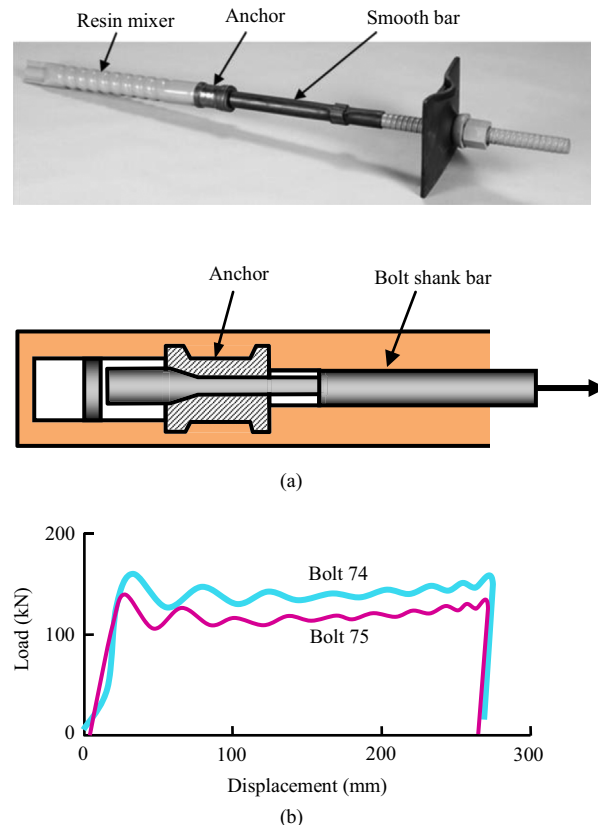 Resin mixer
Anchor
Smooth bar
Anchor
Bolt shank bar
(a)
200
100
0
Load (kN)
Bolt 74
Bolt 75
0
100
200
300
Displacement (mm)
(b)